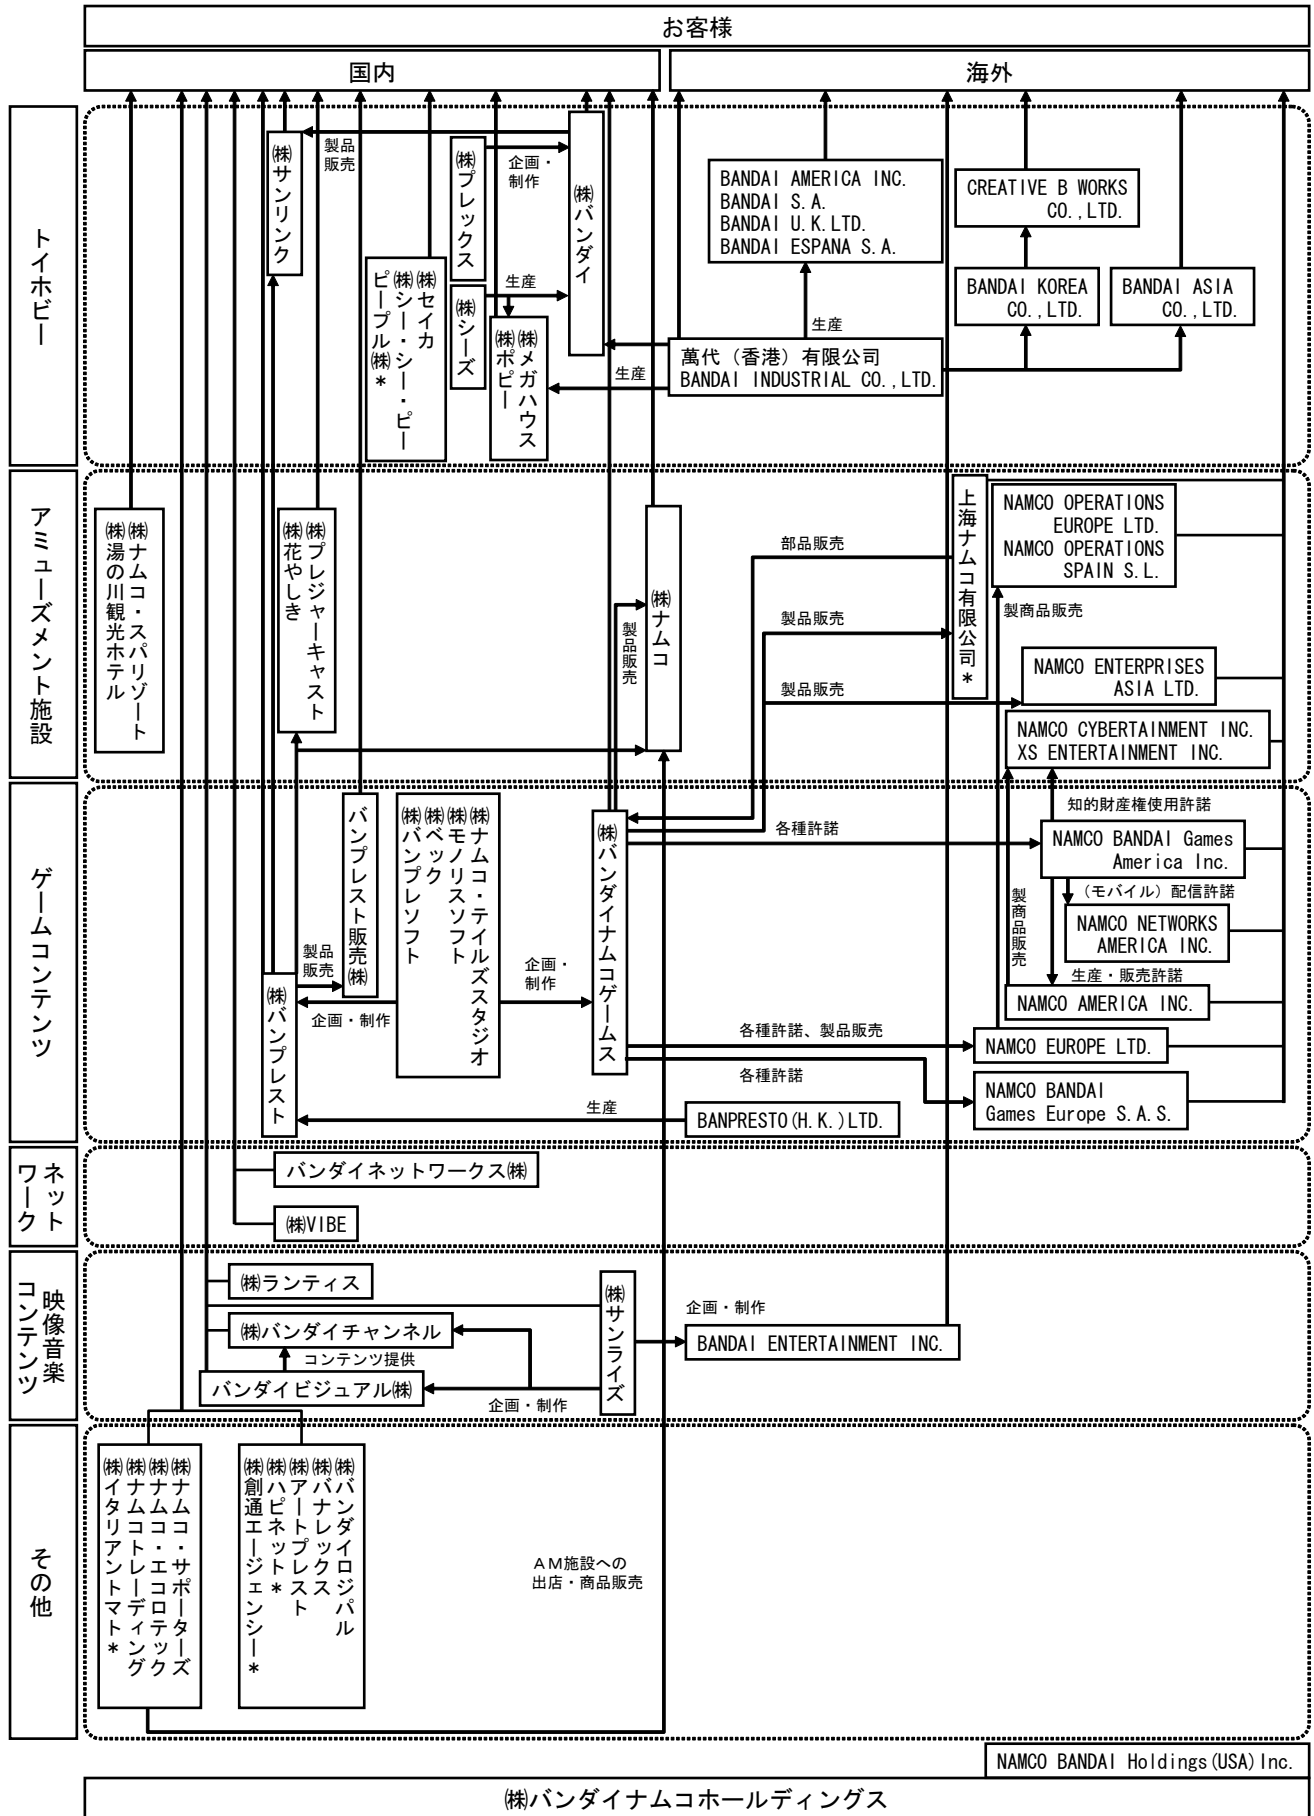 お客様
国内
海外
トイホビー
㈱サンリンク
製品
販売
㈱プレックス
企画・
制作
㈱バンダイ
㈱セイカ
㈱シー・シー・ピー
ピープル㈱*
㈱シーズ
生産
㈱メガハウス
㈱ポピー
生産
BANDAI AMERICA INC.
BANDAI S.A.
BANDAI U.K.LTD.
BANDAI ESPANA S.A.
生産
萬代（香港）有限公司
BANDAI INDUSTRIAL CO.,LTD.
CREATIVE B WORKS
CO.,LTD.
BANDAI KOREA
CO.,LTD.
BANDAI ASIA
CO.,LTD.
アミューズメント施設
㈱ナムコ・スパリゾート
㈱湯の川観光ホテル
㈱プレジャーキャスト
㈱花やしき
製品販売
㈱ナムコ
部品販売
製品販売
製品販売
上海ナムコ有限公司*
NAMCO OPERATIONS
EUROPE LTD.
NAMCO OPERATIONS
SPAIN S.L.
製商品販売
NAMCO ENTERPRISES
ASIA LTD.
NAMCO CYBERTAINMENT INC.
XS ENTERTAINMENT INC.
ゲームコンテンツ
㈱バンプレスト
製品
販売
バンプレスト販売㈱
企画・制作
㈱ナムコ・テイルズスタジオ
㈱モノリスソフト
㈱ベック
㈱バンプレソフト
企画・
制作
㈱バンダイナムコゲームス
各種許諾
知的財産権使用許諾
NAMCO BANDAI Games
America Inc.
（モバイル）配信許諾
NAMCO NETWORKS
AMERICA INC.
製商品販売
生産・販売許諾
NAMCO AMERICA INC.
各種許諾、製品販売
NAMCO EUROPE LTD.
各種許諾
NAMCO BANDAI
Games Europe S.A.S.
生産
BANPRESTO(H.K.)LTD.
ネット
ワーク
バンダイネットワークス㈱
㈱VIBE
映像音楽
コンテンツ
㈱ランティス
㈱バンダイチャンネル
コンテンツ提供
バンダイビジュアル㈱
企画・制作
㈱サンライズ
企画・制作
BANDAI ENTERTAINMENT INC.
その他
㈱ナムコ・サポーターズ
㈱ナムコ・エコロテック
㈱ナムコトレーディング
㈱イタリアントマト*
㈱バンダイロジパル
㈱バナレックス
㈱アートプレスト
㈱ハピネット*
㈱創通エージェンシー*
ＡＭ施設への
出店・商品販売
NAMCO BANDAI Holdings(USA)Inc.
㈱バンダイナムコホールディングス